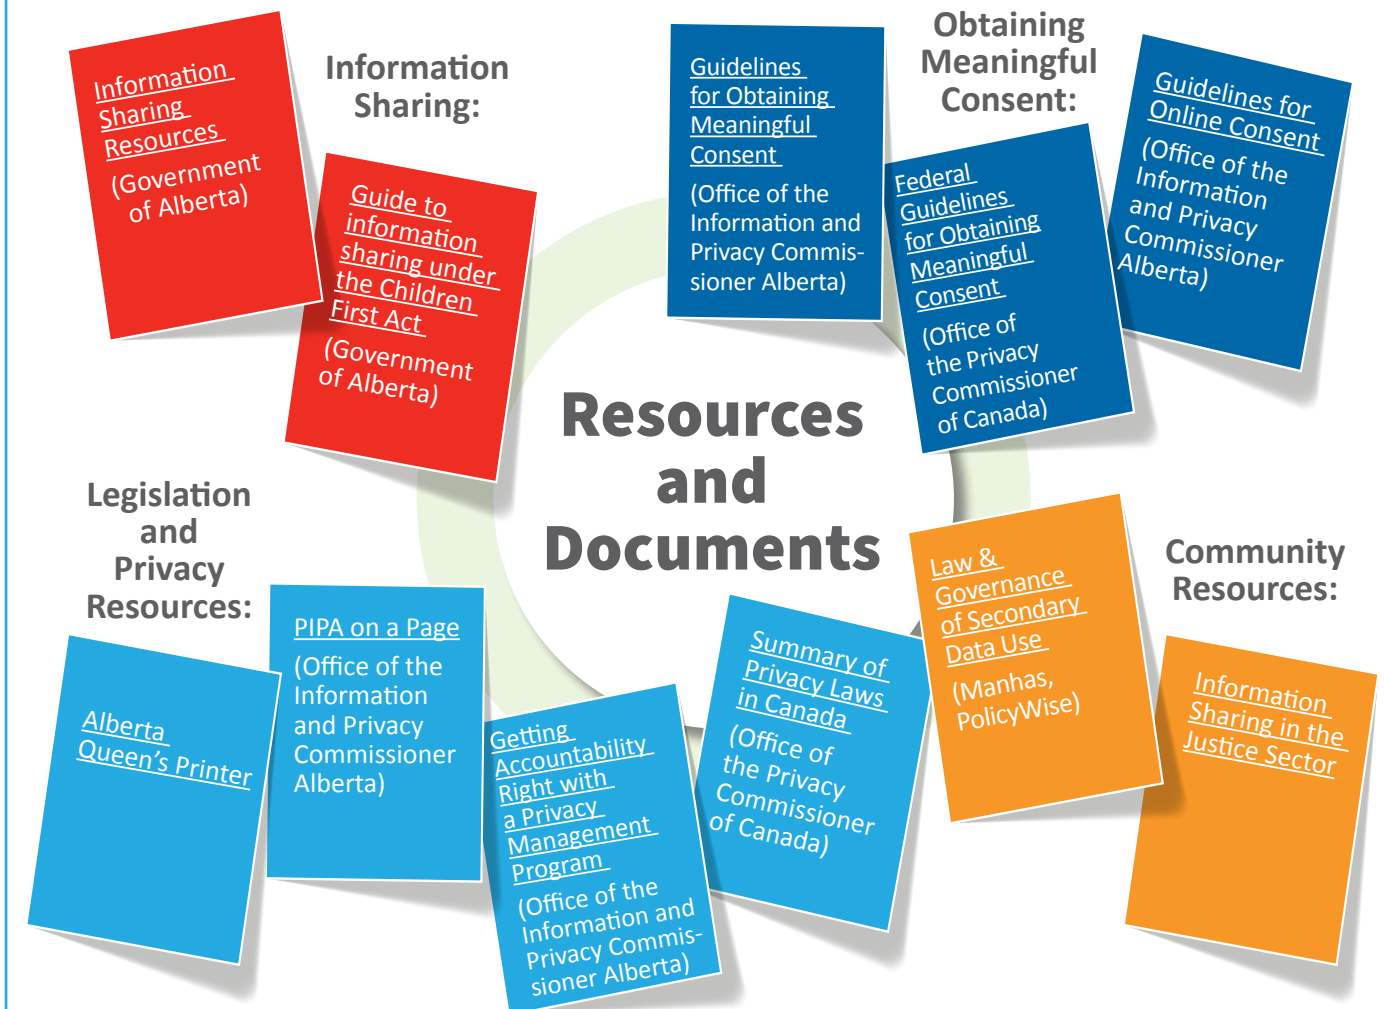 Information Sharing:
Information
Sharing
Resources
(Government
of Alberta)
Guide to
information
sharing under
the Children
First Act
(Government
of Alberta)
Obtaining
Meaningful
Consent:
Guidelines
for Obtaining
Meaningful
Consent
(Office of the
Information and
Privacy Commis-
sioner Alberta)
Federal
Guidelines
for Obtaining
Meaningful
Consent
(Office of
the Privacy
Commissioner
of Canada)
Guidelines for
Online Consent
(Office of the
Information
and Privacy
Commissioner
Alberta)
Resources
and
Documents
Legislation
and
Privacy
Resources:
Alberta
Queen's Printer
PIPA on a Page
(Office of the
Information
and Privacy
Commissioner
Alberta)
Getting
Accountability
Right with
a Privacy
Management
Program
(Office of the
Information and
Privacy Commis-
sioner Alberta)
Summary of
Privacy Laws
in Canada
(Office of
the Privacy
Commissioner
of Canada)
Community
Resources:
Law &
Governance
of Secondary
Data Use
(Manhas,
PolicyWise)
Information
Sharing in the
Justice Sector